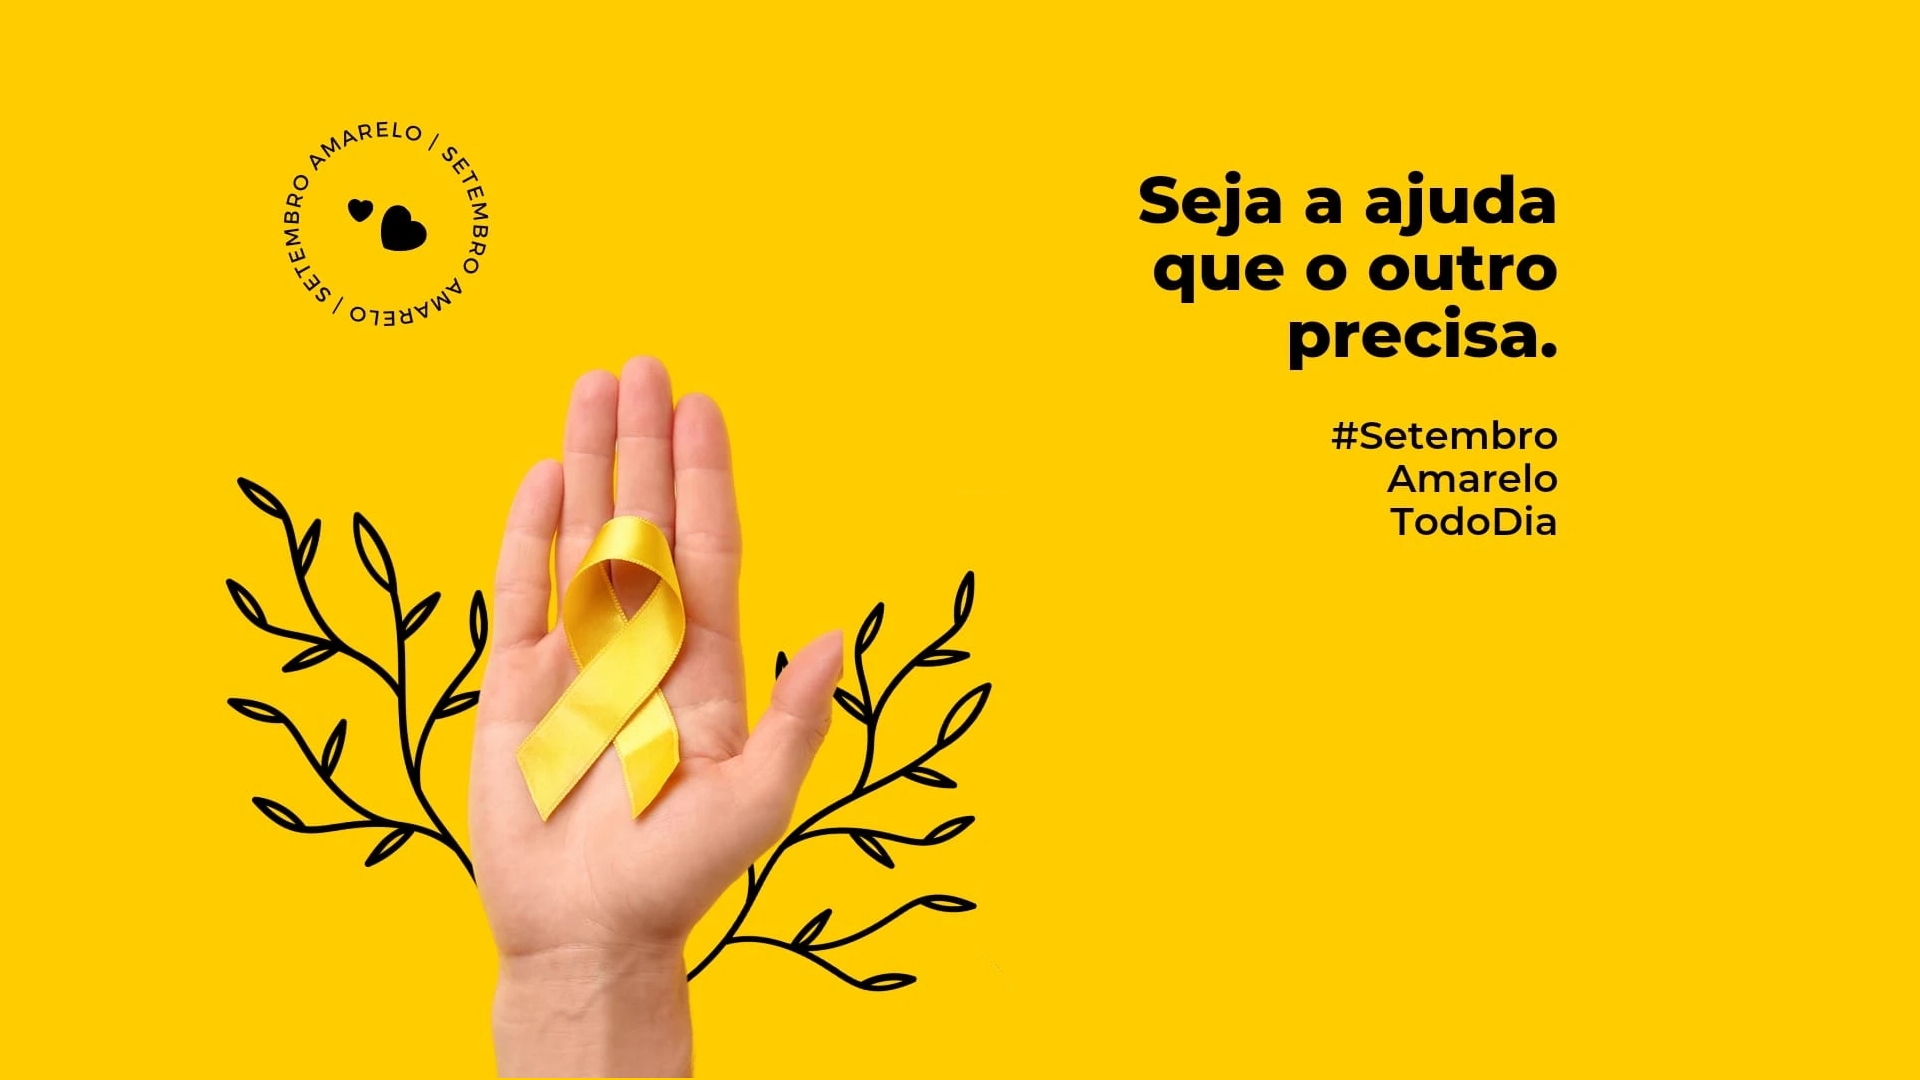 SETEMBRO AMARELO | SETEMBRO AMARELO |
Seja a ajuda
que o outro
precisa.
#Setembro
Amarelo
TodoDia